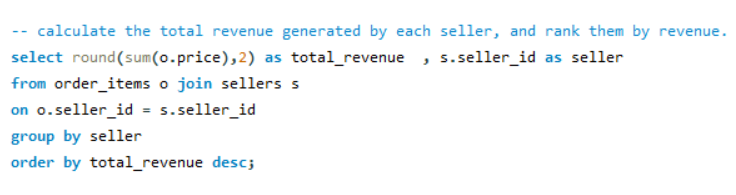 -- calculate the total revenue generated by each seller, and rank them by revenue.
select round(sum(o.price),2) as total_revenue  , s.seller_id as seller
from order_items o join sellers s
on o.seller_id = s.seller_id
group by seller
order by total_revenue desc;